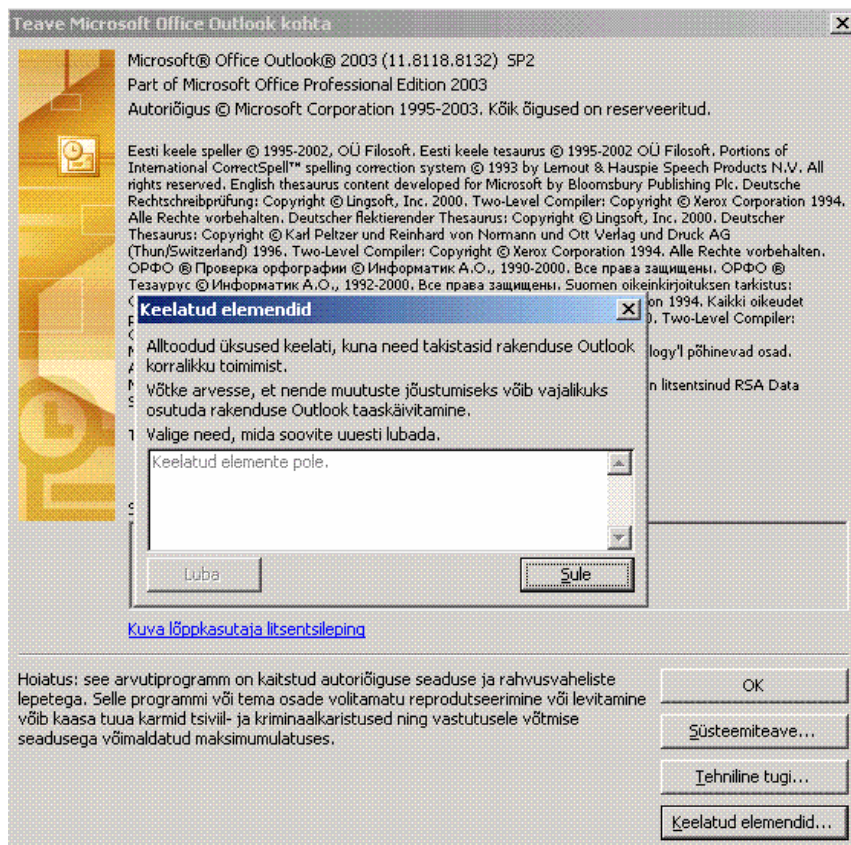 Teave Microsoft Office Outlook kohta
Microsoft® Office Outlook® 2003 (11.8118.8132) SP2
Part of Microsoft Office Professional Edition 2003
Autoriõigus © Microsoft Corporation 1995-2003. Kõik õigused on reserveeritud.
Eesti keele speller © 1995-2002, OÜ Filosoft. Eesti keele tesaurus © 1995-2002 OÜ Filosoft. Portions of
International CorrectSpell™ spelling correction system © 1993 by Lernout & Hauspie Speech Products N.V. All
rights reserved. English thesaurus content developed for Microsoft by Bloomsbury Publishing Plc. Deutsche
Rechtschreibprüfung: Copyright © Lingsoft, Inc. 2000. Two-Level Compiler: Copyright © Xerox Corporation 1994.
Alle Rechte vorbehalten. Deutscher flektierender Thesaurus: Copyright © Lingsoft, Inc. 2000. Deutscher
Thesaurus: Copyright © Karl Peltzer und Reinhard von Normann und Ott Verlag und Druck AG
(Thun/Switzerland) 1996. Two-Level Compiler: Copyright © Xerox Corporation 1994. Alle Rechte vorbehalten.
ОРФО ® Проверка орфографии © Информатик А.О., 1990-2000. Все права защищены. ОРФО ®
Тезаурус © Информатик А.О., 1992-2000. Все права защищены. Suomen oikeinkirjoituksen tarkistus:
on 1994. Kaikki oikeudet
. Two-Level Compiler:
logy'l põhinevad osad.
n litsentsinud RSA Data
Keelatud elemendid
Alltoodud üksused keelati, kuna need takistasid rakenduse Outlook
korralikku toimimist.
Võtke arvesse, et nende muutuste jõustumiseks võib vajalikuks
osutuda rakenduse Outlook taaskäivitamine.
Valige need, mida soovite uuesti lubada.
Keelatud elemente pole.
Luba
Sule
Kuva lõppkasutaja litsentsileping
Hoiatus: see arvutiprogramm on kaitstud autoriõiguse seaduse ja rahvusvaheliste
lepetega. Selle programmi või tema osade volitamatu reprodutseerimine või levitamine
võib kaasa tuua karmid tsiviil- ja kriminaalkaristused ning vastutusele võtmise
seadusega võimaldatud maksimumulatuses.
OK
Süsteemiteave...
Tehniline tugi...
Keelatud elemendid...